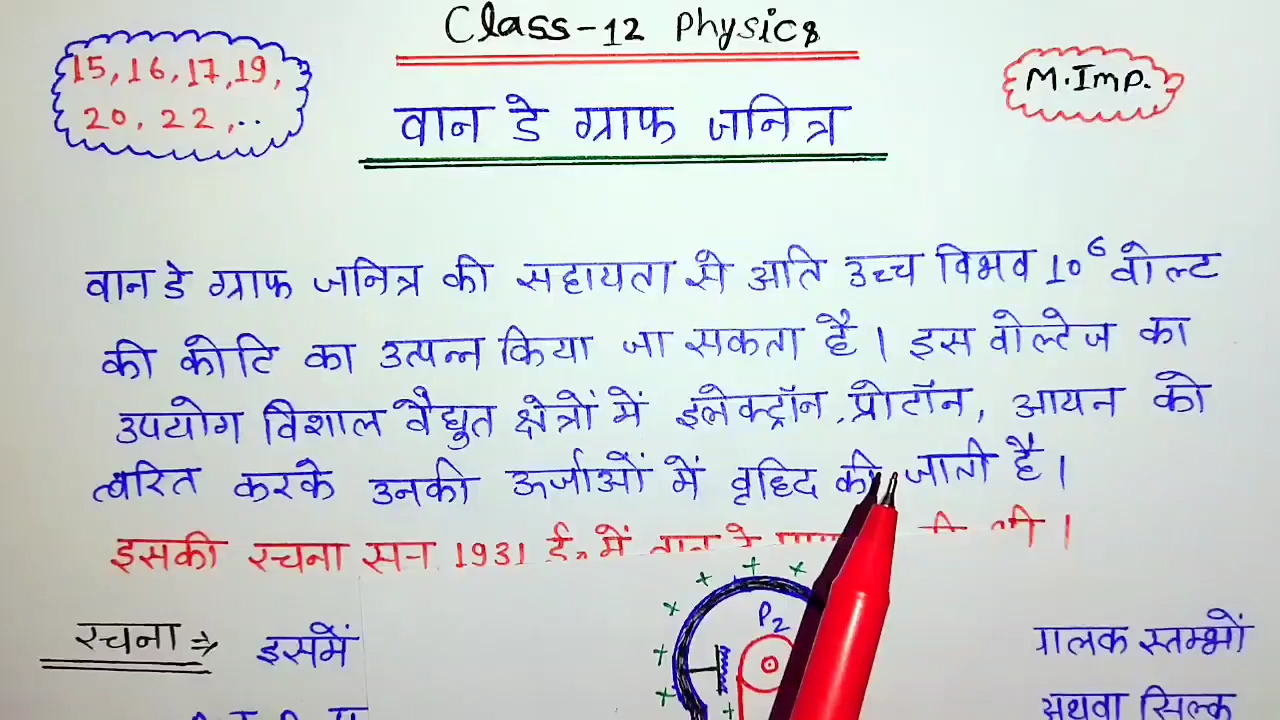 Class-12 Physics
15, 16, 17, 19,
20, 22, ..
M. Imp.
वान डे ग्राफ जनित्र
वान डे ग्राफ जनित्र की सहायता से अति उच्च विभव 10⁶ वोल्ट
की कोटि का उत्पन्न किया जा सकता है। इस वोल्टेज का
उपयोग विशाल वैद्युत क्षेत्रों में इलेक्ट्रॉन, प्रोटॉन, आयन को
त्वरित करके उनकी ऊर्जाओं में वृध्दि की जाती है।
इसकी रचना सन 1931 ई. में
रचना ⇒ इसमें
P₂
स्तम्भों
अथवा सिल्क